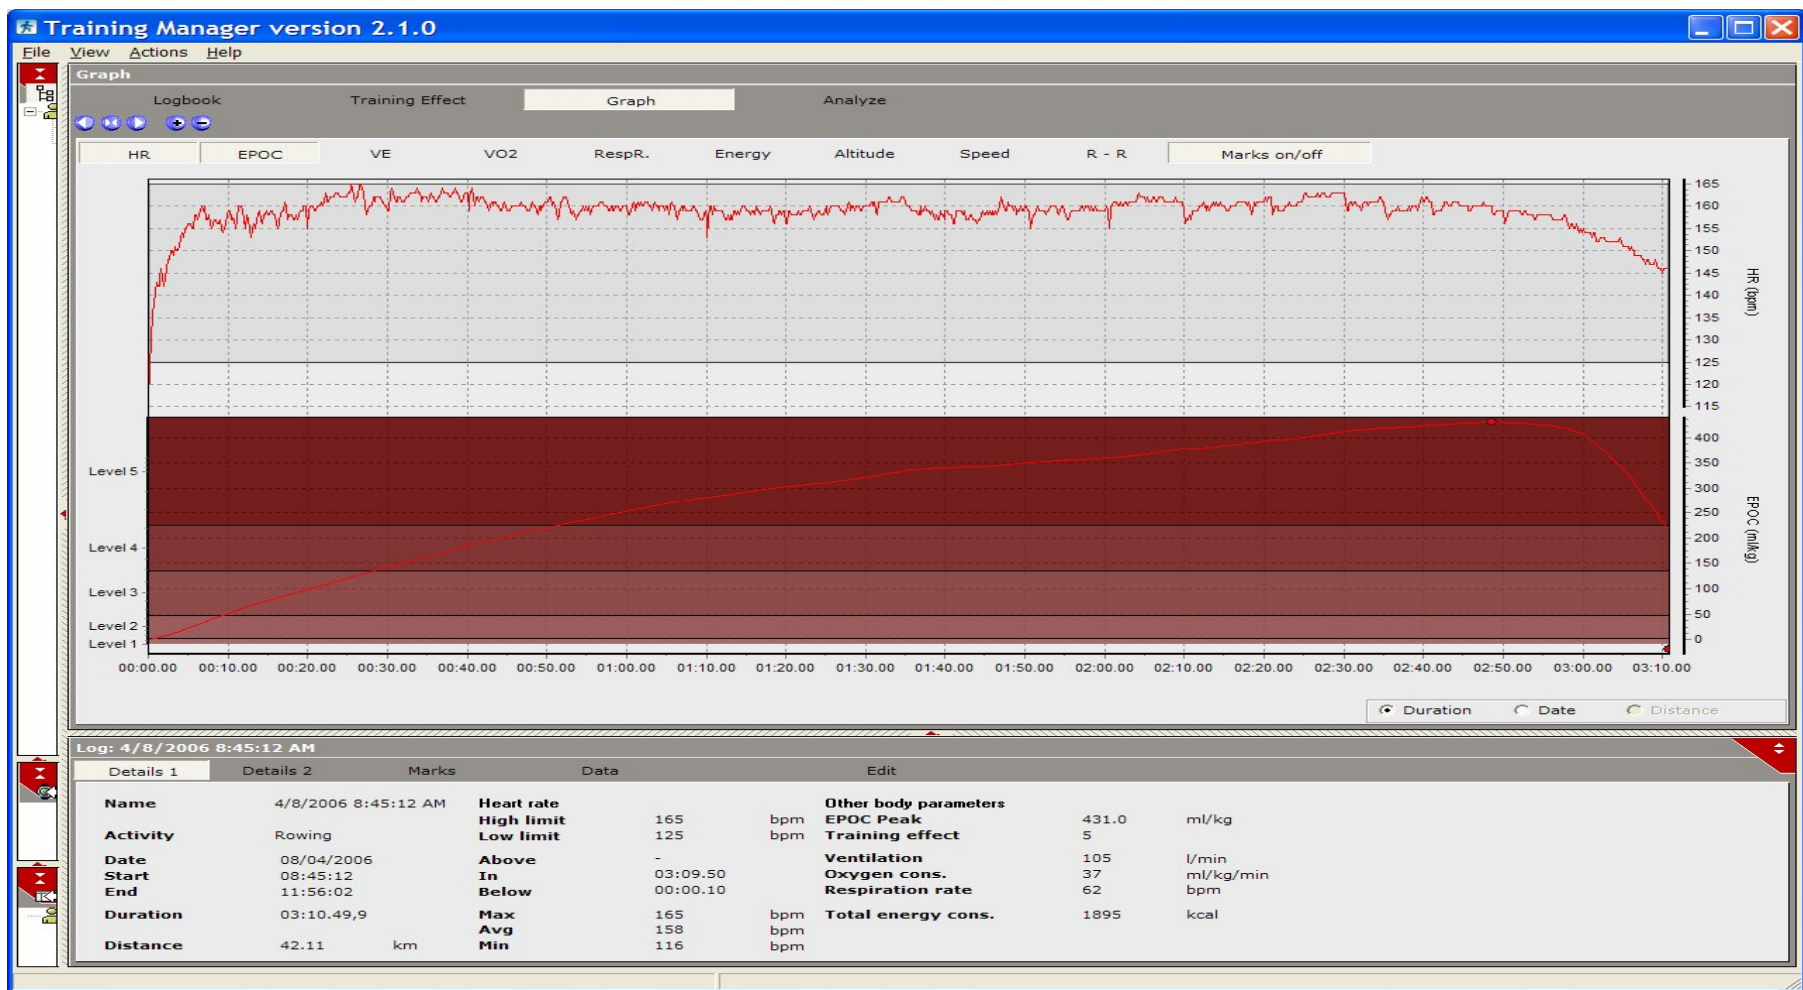 Training Manager version 2.1.0
File View Actions Help
Graph
Logbook Training Effect Graph Analyze
HR EPOC VE VO2 RespR. Energy Altitude Speed R - R Marks on/off
165
160
155
150
145
140
135
130
125
120
115
HR (bpm)
400
350
300
250
200
150
100
50
0
EPOC (ml/kg)
Level 5
Level 4
Level 3
Level 2
Level 1
00:00.00 00:10.00 00:20.00 00:30.00 00:40.00 00:50.00 01:00.00 01:10.00 01:20.00 01:30.00 01:40.00 01:50.00 02:00.00 02:10.00 02:20.00 02:30.00 02:40.00 02:50.00 03:00.00 03:10.00
Duration Date Distance
Log: 4/8/2006 8:45:12 AM
Details 1 Details 2 Marks Data Edit
Name 4/8/2006 8:45:12 AM Heart rate Other body parameters
High limit 165 bpm EPOC Peak 431.0 ml/kg
Activity Rowing Low limit 125 bpm Training effect 5
Date 08/04/2006 Above - Ventilation 105 l/min
Start 08:45:12 In 03:09.50 Oxygen cons. 37 ml/kg/min
End 11:56:02 Below 00:00.10 Respiration rate 62 bpm
Duration 03:10.49,9 Max 165 bpm Total energy cons. 1895 kcal
Avg 158 bpm
Distance 42.11 km Min 116 bpm